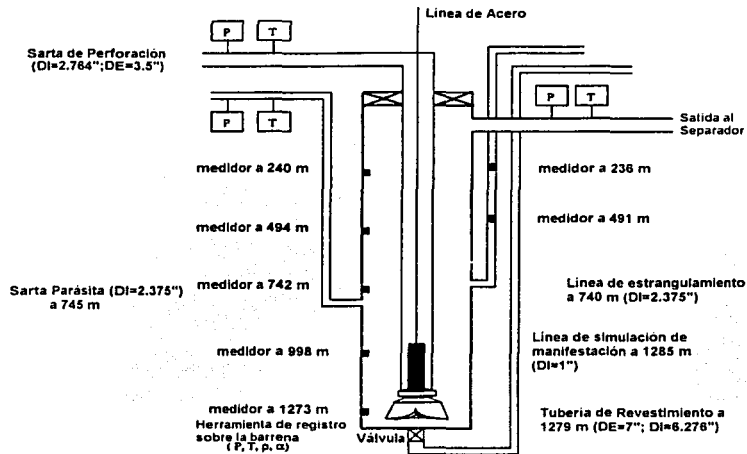 Línea de Acero
P
T
Sarta de Perforación
(DI=2.764";DE=3.5")
P
T
P
T
Salida al
Separador
medidor a 240 m
medidor a 236 m
medidor a 494 m
medidor a 491 m
Sarta Parásita (DI=2.375")
a 745 m
medidor a 742 m
Línea de estrangulamiento
a 740 m (DI=2.375")
medidor a 998 m
Línea de simulación de
manifestación a 1285 m
(DI=1")
medidor a 1273 m
Herramienta de registro
sobre la barrena
( P, T, ρ, α)
Válvula
Tubería de Revestimiento a
1279 m (DE=7"; DI=6.276")